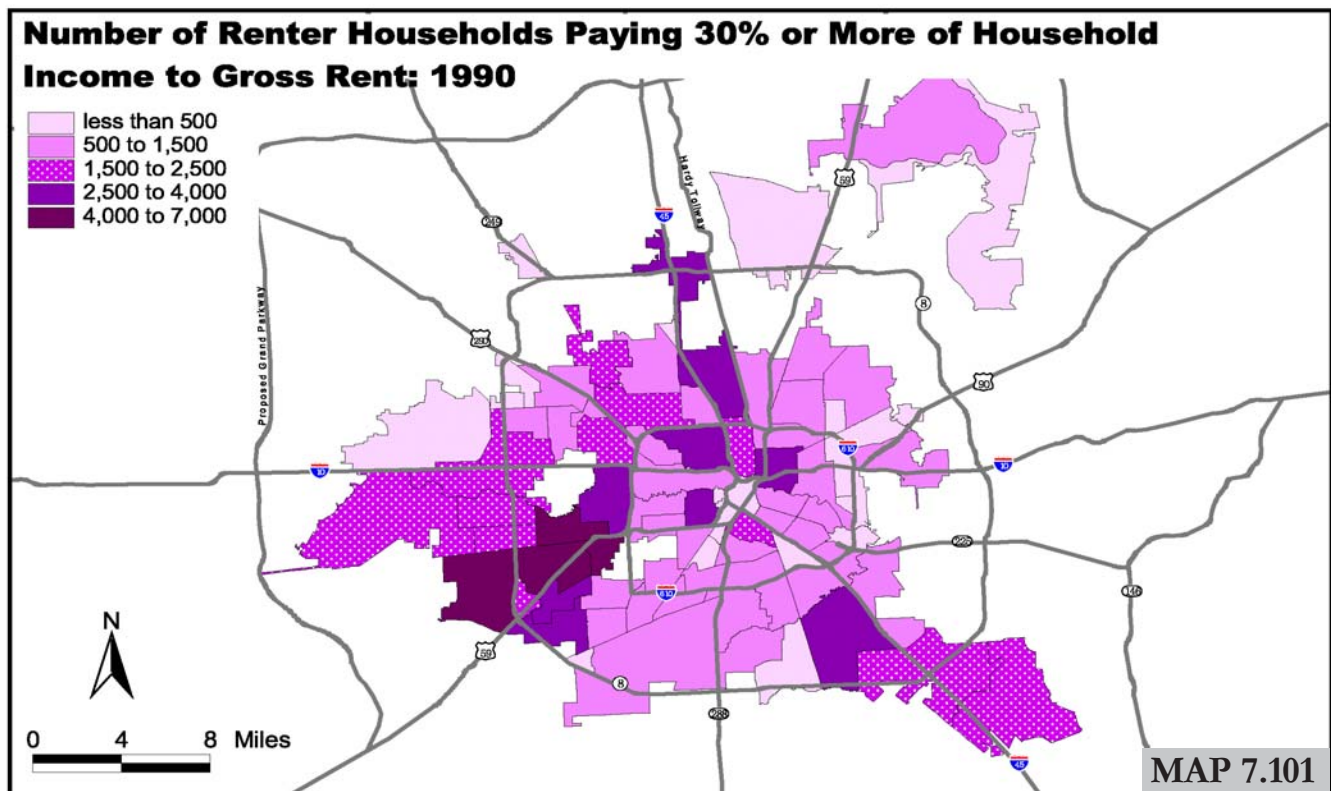 Number of Renter Households Paying 30% or More of Household
Income to Gross Rent: 1990
less than 500
500 to 1,500
1,500 to 2,500
2,500 to 4,000
4,000 to 7,000
Hardy Tollway
59
45
249
8
290
Proposed Grand Parkway
90
610
10
10
225
146
610
59
8
288
45
N
0 4 8 Miles
MAP 7.101